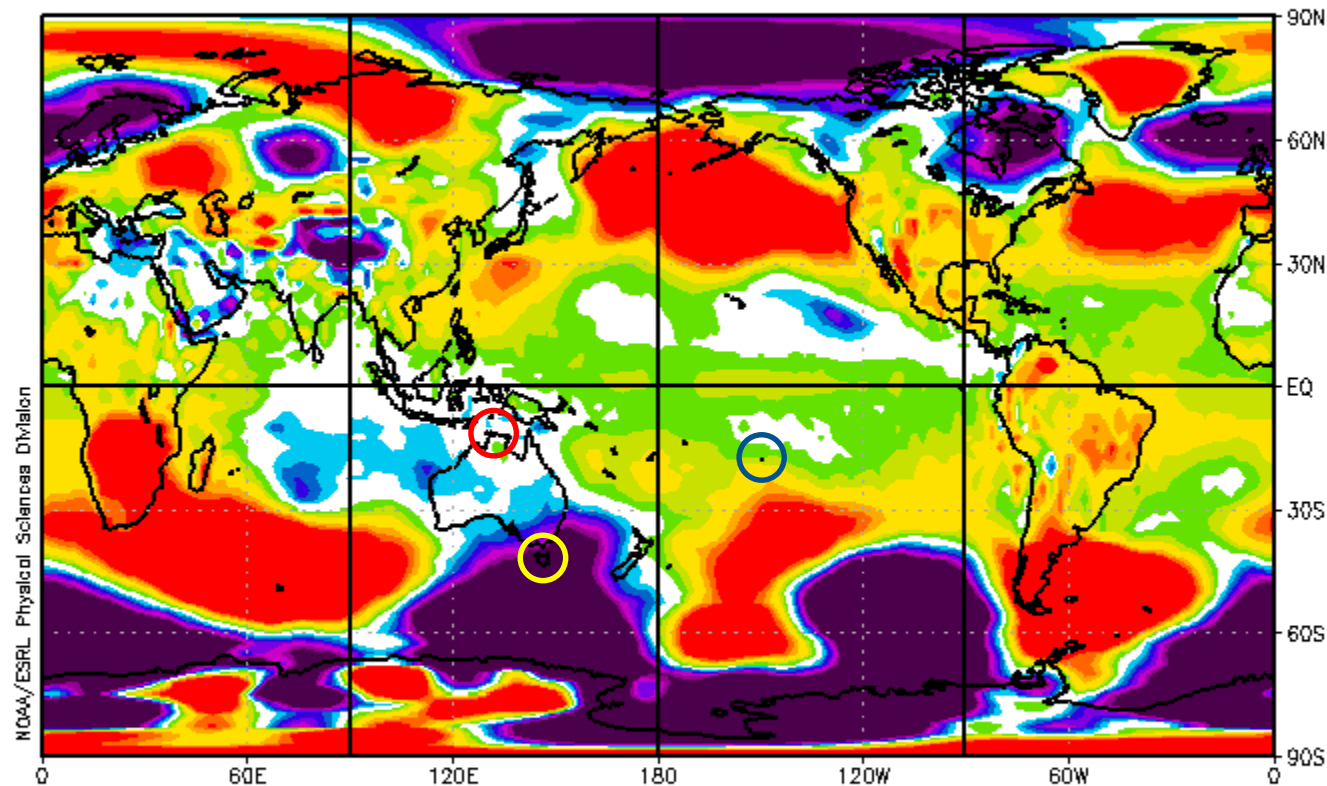 NOAA/ESRL Physical Sciences Division
90N
60N
30N
EQ
30S
60S
90S
0 60E 120E 180 120W 60W 0